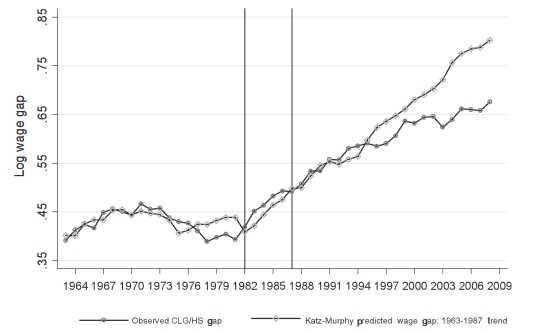 .85
.75
.65
.55
.45
.35
Log wage gap
1964 1967 1970 1973 1976 1979 1982 1985 1988 1991 1994 1997 2000 2003 2006 2009
Observed CLG/HS gap Katz-Murphy predicted wage gap: 1963-1987 trend